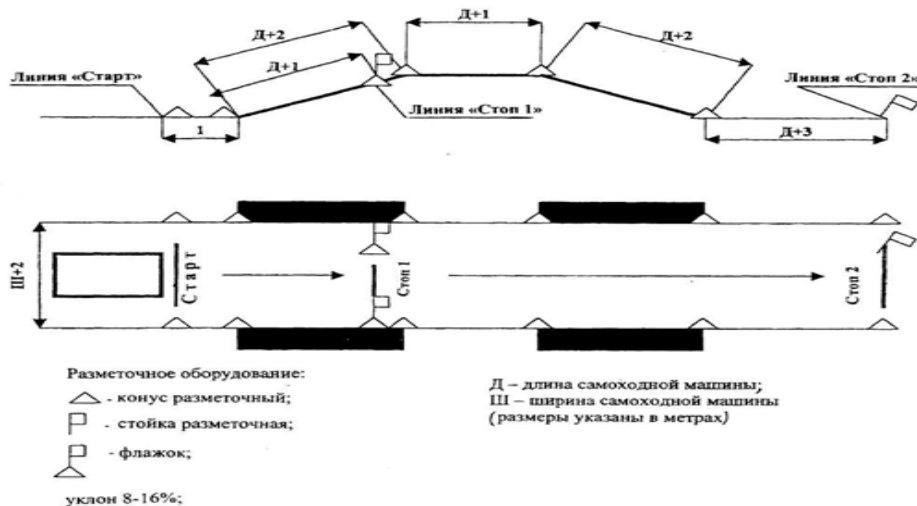 Д+1
Д+2
Д+2
Д+1
Линия «Старт»
Линия «Стоп 2»
Линия «Стоп 1»
1
Д+3
Ш+2
Старт
Стоп 1
Стоп 2
Разметочное оборудование:
- конус разметочный;
- стойка разметочная;
- флажок;
уклон 8-16%;
Д – длина самоходной машины;
Ш – ширина самоходной машины
(размеры указаны в метрах)